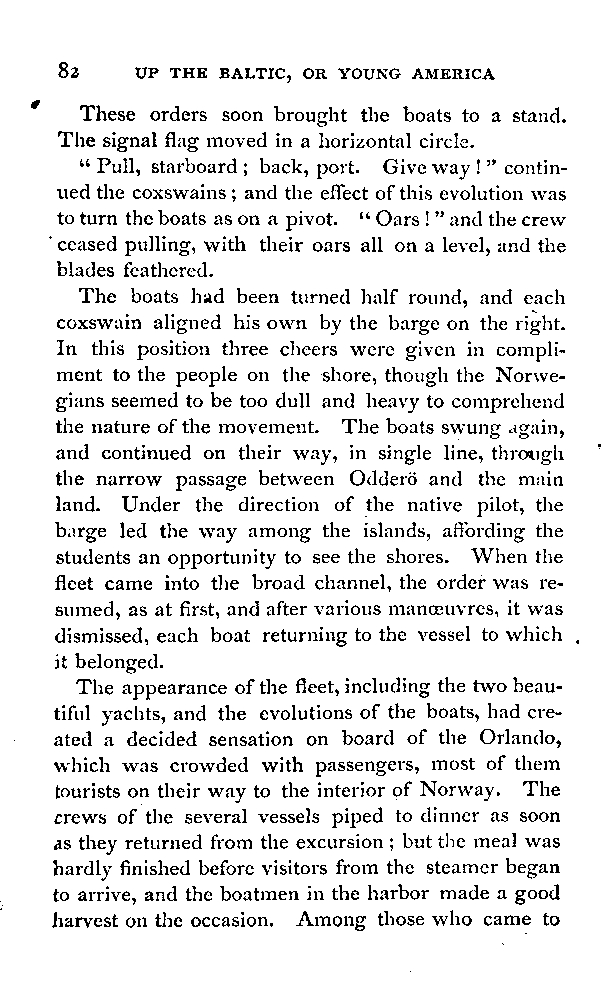 82 UP THE BALTIC, OR YOUNG AMERICA
These orders soon brought the boats to a stand.
The signal flag moved in a horizontal circle.
“ Pull, starboard ; back, port. Give way ! ” contin-
ued the coxswains ; and the effect of this evolution was
to turn the boats as on a pivot. “ Oars ! ” and the crew
ceased pulling, with their oars all on a level, and the
blades feathered.
The boats had been turned half round, and each
coxswain aligned his own by the barge on the right.
In this position three cheers were given in compli-
ment to the people on the shore, though the Norwe-
gians seemed to be too dull and heavy to comprehend
the nature of the movement. The boats swung again,
and continued on their way, in single line, through
the narrow passage between Odderö and the main
land. Under the direction of the native pilot, the
barge led the way among the islands, affording the
students an opportunity to see the shores. When the
fleet came into the broad channel, the order was re-
sumed, as at first, and after various manœuvres, it was
dismissed, each boat returning to the vessel to which
it belonged.
The appearance of the fleet, including the two beau-
tiful yachts, and the evolutions of the boats, had cre-
ated a decided sensation on board of the Orlando,
which was crowded with passengers, most of them
tourists on their way to the interior of Norway. The
crews of the several vessels piped to dinner as soon
as they returned from the excursion ; but the meal was
hardly finished before visitors from the steamer began
to arrive, and the boatmen in the harbor made a good
harvest on the occasion. Among those who came to